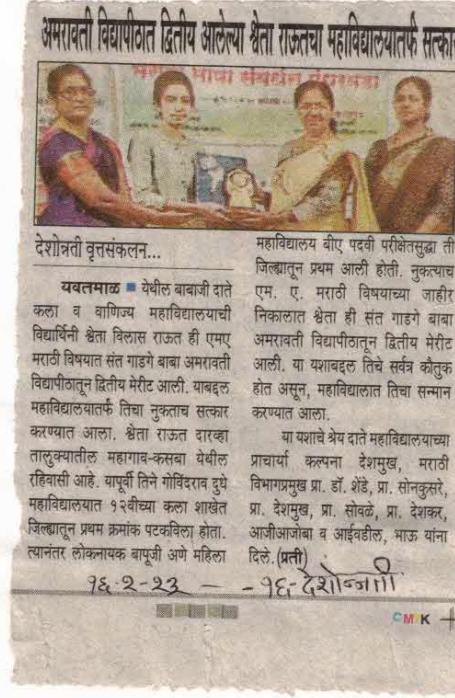 अमरावती विद्यापीठात द्वितीय आलेल्या श्वेता राऊतचा महाविद्यालयातर्फे सत्कार
मराठी भाषा संवर्धन पंधरवडा
देशोन्नती वृत्तसंकलन...
यवतमाळ ■ येथील बाबाजी दाते
कला व वाणिज्य महाविद्यालयाची
विद्यार्थिनी श्वेता विलास राऊत ही एमए
मराठी विषयात संत गाडगे बाबा अमरावती
विद्यापीठातून द्वितीय मेरीट आली. याबद्दल
महाविद्यालयातर्फे तिचा नुकताच सत्कार
करण्यात आला. श्वेता राऊत दारव्हा
तालुक्यातील महागाव-कसबा येथील
रहिवासी आहे. यापूर्वी तिने गोविंदराव दुधे
महाविद्यालयात १२वीच्या कला शाखेत
जिल्ह्यातून प्रथम क्रमांक पटकविला होता.
त्यानंतर लोकनायक बापूजी अणे महिला
महाविद्यालय बीए पदवी परीक्षेतसुद्धा ती
जिल्ह्यातून प्रथम आली होती. नुकत्याच
एम. ए. मराठी विषयाच्या जाहीर
निकालात श्वेता ही संत गाडगे बाबा
अमरावती विद्यापीठातून द्वितीय मेरीट
आली. या यशाबद्दल तिचे सर्वत्र कौतुक
होत असून, महाविद्यालात तिचा सन्मान
करण्यात आला.
या यशाचे श्रेय दाते महाविद्यालयाच्या
प्राचार्या कल्पना देशमुख, मराठी
विभागप्रमुख प्रा. डॉ. शेंडे, प्रा. सोनकुसरे,
प्रा. देशमुख, प्रा. सोवळे, प्रा. देशकर,
आजीआजोबा व आईवडील, भाऊ यांना
दिले. (प्रती)
१६-२-२३ - - १६- देशोन्नती
CMYK